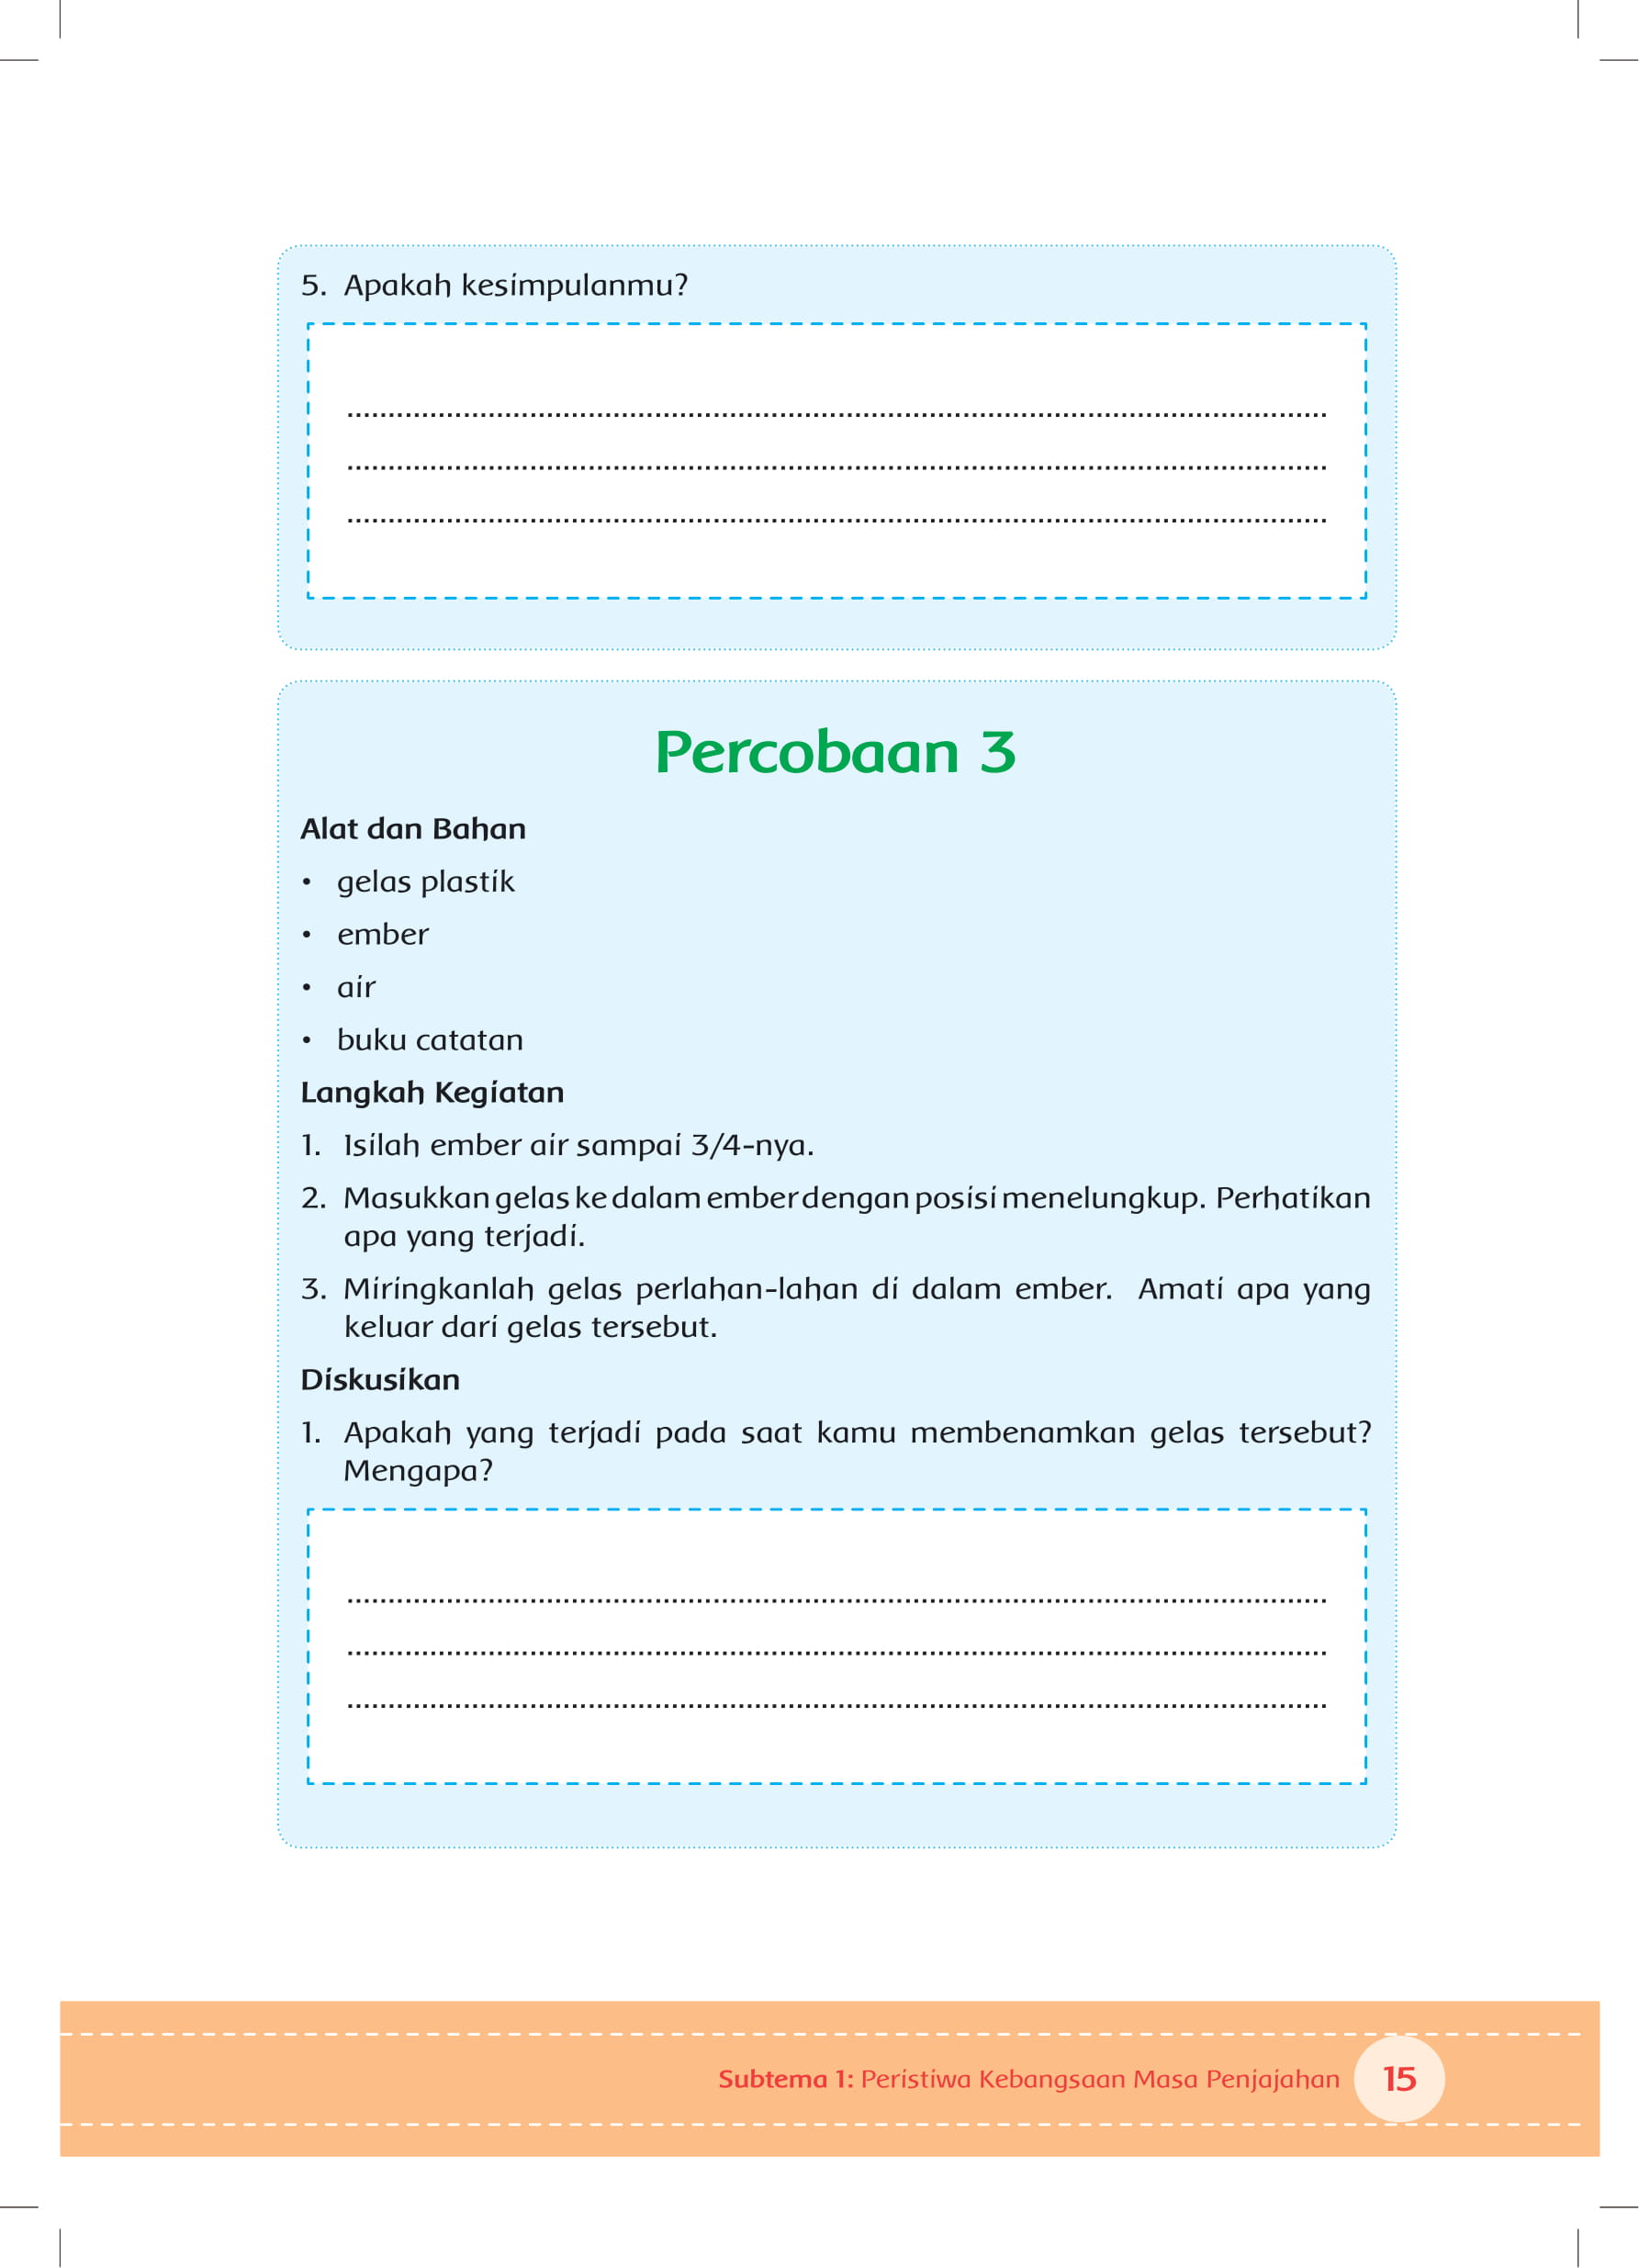 5. Apakah kesimpulanmu?
Percobaan 3
Alat dan Bahan
• gelas plastik
• ember
• air
• buku catatan
Langkah Kegiatan
1. Isilah ember air sampai 3/4-nya.
2. Masukkan gelas ke dalam ember dengan posisi menelungkup. Perhatikan
apa yang terjadi.
3. Miringkanlah gelas perlahan-lahan di dalam ember. Amati apa yang
keluar dari gelas tersebut.
Diskusikan
1. Apakah yang terjadi pada saat kamu membenamkan gelas tersebut?
Mengapa?
Subtema 1: Peristiwa Kebangsaan Masa Penjajahan 15